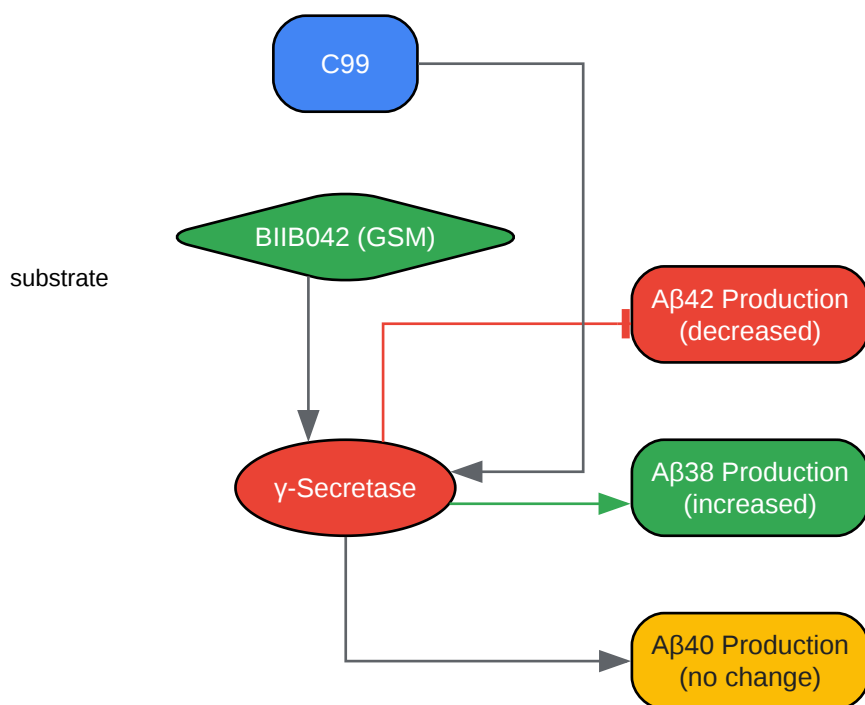 C99
BIIB042 (GSM)
substrate
Aβ42 Production
(decreased)
γ-Secretase
Aβ38 Production
(increased)
Aβ40 Production
(no change)